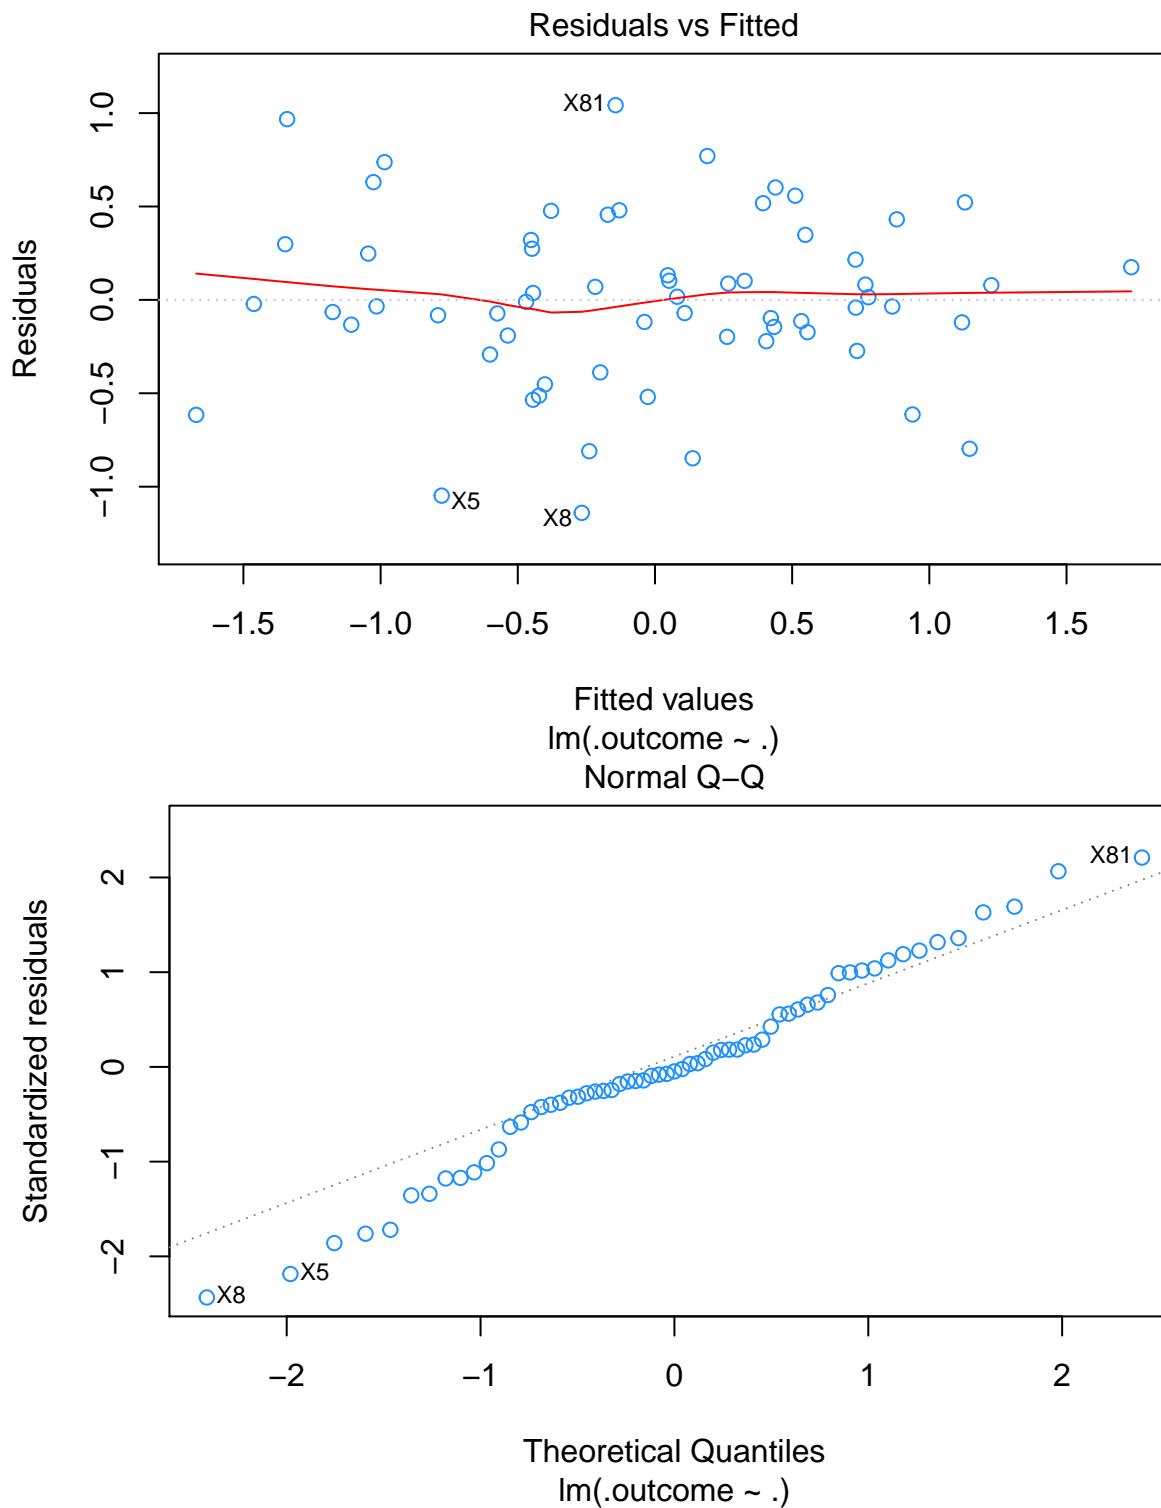 Residuals vs Fitted
Residuals
1.0
0.5
0.0
−0.5
−1.0
X81
X5
X8
−1.5 −1.0 −0.5 0.0 0.5 1.0 1.5
Fitted values
lm(.outcome ~ .)
Normal Q−Q
Standardized residuals
2
1
0
−1
−2
X81
X5
X8
−2 −1 0 1 2
Theoretical Quantiles
lm(.outcome ~ .)